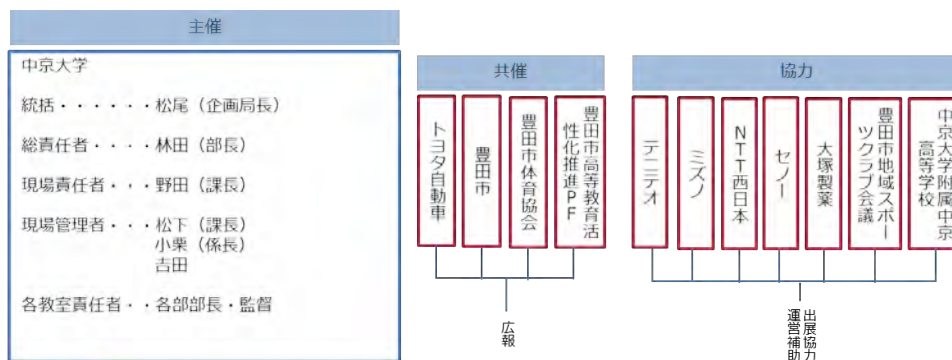 主催
中京大学
統括・・・・・・松尾（企画局長）
総責任者・・・・林田（部長）
現場責任者・・・野田（課長）
現場管理者・・・松下（課長）
小栗（係長）
吉田
各教室責任者・・各部部長・監督
共催
トヨタ自動車
豊田市
豊田市体育協会
豊田市高等教育活
性化推進PF
広報
協力
テニテオ
ミズノ
NTT西日本
セノー
大塚製薬
豊田市地域スポー
ツクラブ会議
中京大学附属中京
高等学校
出展協力
運営補助